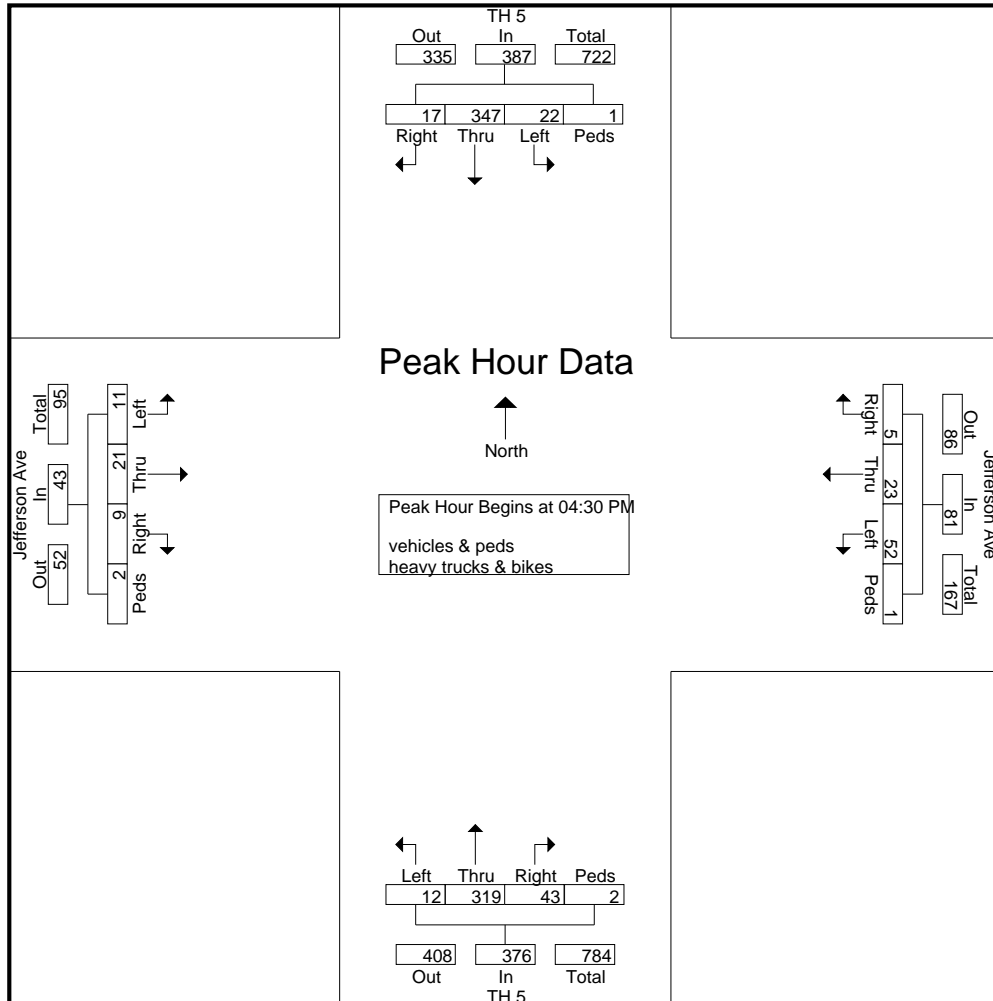 TH 5
Out In Total
335 387 722
17 347 22 1
Right Thru Left Peds
Peak Hour Data
North
Peak Hour Begins at 04:30 PM
vehicles & peds
heavy trucks & bikes
Jefferson Ave
Out In Total
52 43 95
Left Thru Right Peds
11 21 9 2
Jefferson Ave
Out In Total
86 81 167
Right Thru Left Peds
5 23 52 1
Left Thru Right Peds
12 319 43 2
408 376 784
Out In Total
TH 5